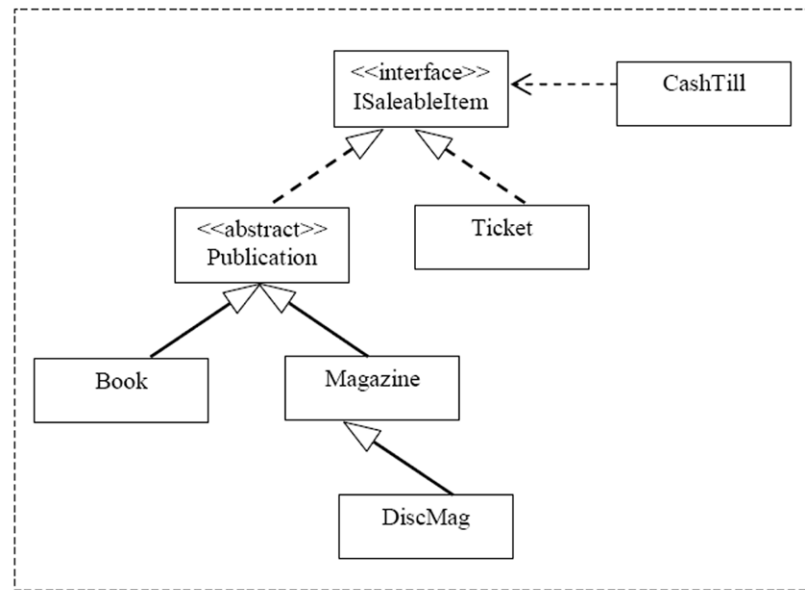 <<interface>>
ISaleableItem
CashTill
<<abstract>>
Publication
Ticket
Book
Magazine
DiscMag